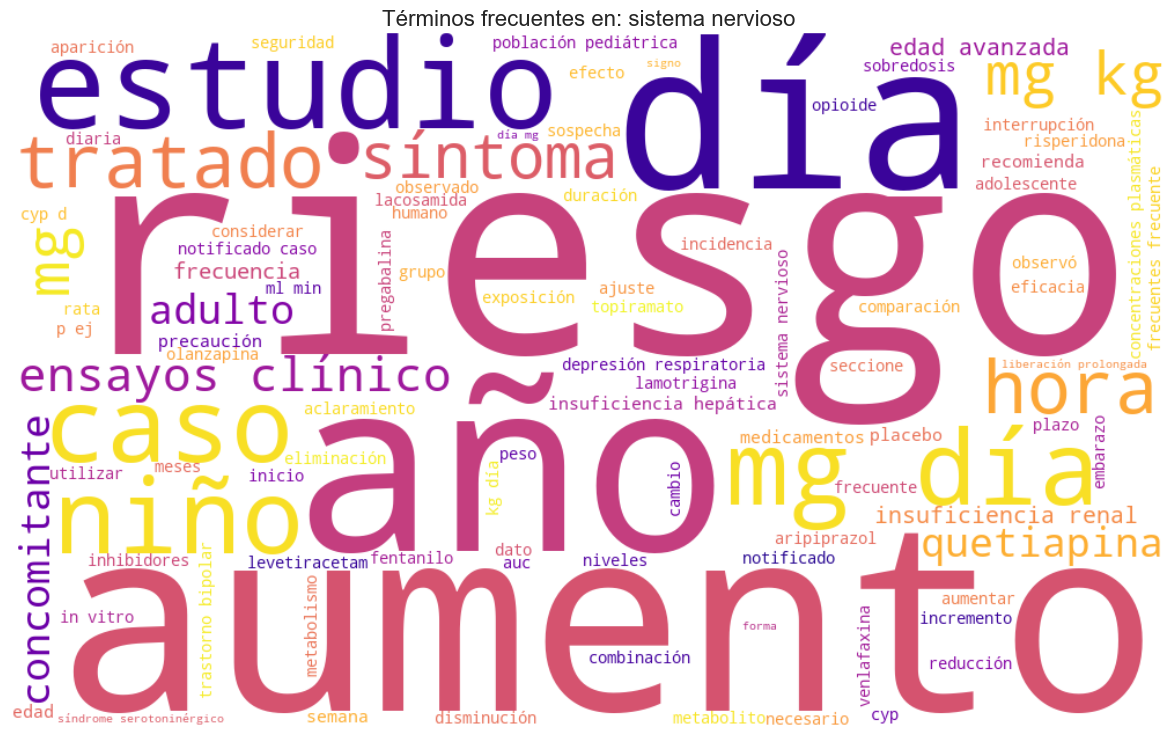 Términos frecuentes en: sistema nervioso
estudio
día
riesgo
año
aumento
aparición
seguridad
población pediátrica
efecto
signo
edad avanzada
sobredosis
mg kg
opioide
interrupción
risperidona
recomienda
adolescente
concentraciones plasmáticas
frecuentes frecuente
diaria
tratado
síntoma
día mg
sospecha
observado
lacosamida
humano
duración
cyp d
mg
considerar
notificado caso
frecuencia
ml min
pregabalina
grupo
incidencia
sistema nervioso
observó
eficacia
rata
p ej
adulto
precaución
olanzapina
exposición
ajuste
topiramato
comparación
ensayos clínico
depresión respiratoria
lamotrigina
insuficiencia hepática
seccione
liberación prolongada
hora
concomitante
caso
aclaramiento
utilizar
meses
eliminación
inicio
niño
peso
kg día
cambio
medicamentos
placebo
plazo
embarazo
mg día
frecuente
insuficiencia renal
quetiapina
aripiprazol
inhibidores
levetiracetam
fentanilo
dato
auc
niveles
notificado
in vitro
trastorno bipolar
metabolismo
aumentar
incremento
forma
combinación
venlafaxina
reducción
edad
síndrome serotoninérgico
semana
disminución
metabolito
necesario
cyp